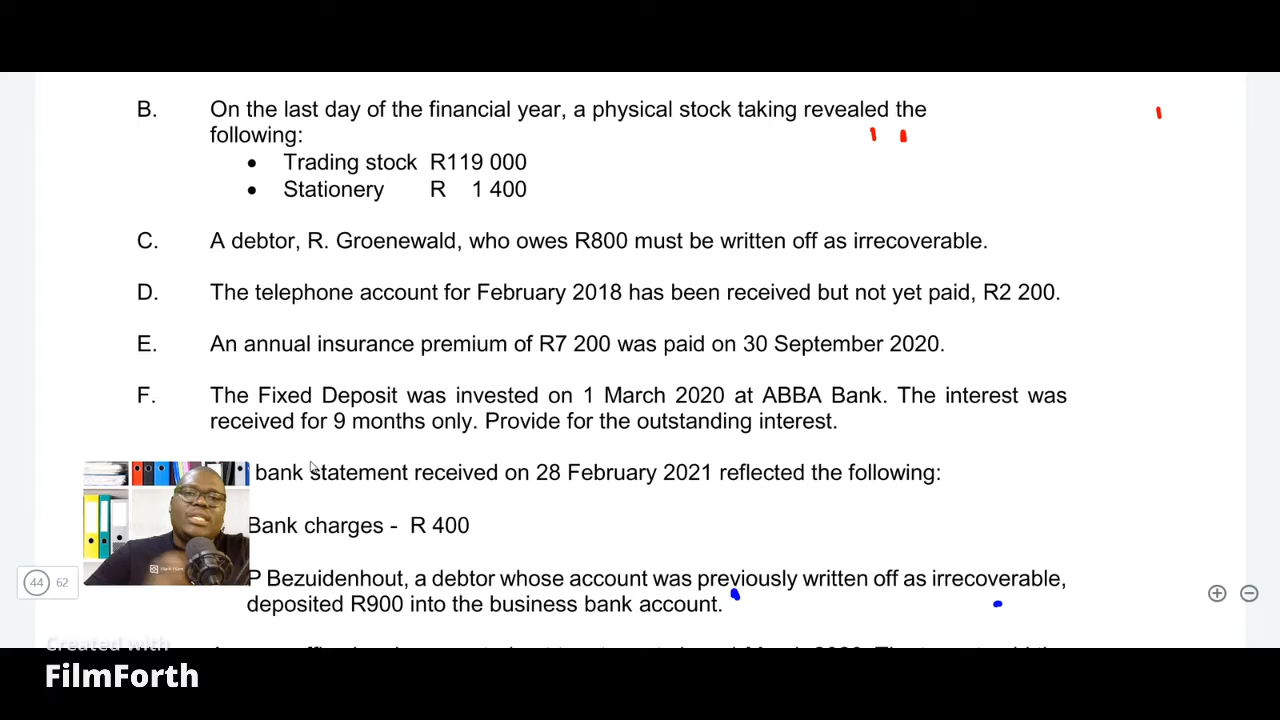 B. On the last day of the financial year, a physical stock taking revealed the
following:
• Trading stock R119 000
• Stationery R 1 400
C. A debtor, R. Groenewald, who owes R800 must be written off as irrecoverable.
D. The telephone account for February 2018 has been received but not yet paid, R2 200.
E. An annual insurance premium of R7 200 was paid on 30 September 2020.
F. The Fixed Deposit was invested on 1 March 2020 at ABBA Bank. The interest was
received for 9 months only. Provide for the outstanding interest.
bank statement received on 28 February 2021 reflected the following:
Bank charges - R 400
44 62
P Bezuidenhout, a debtor whose account was previously written off as irrecoverable,
deposited R900 into the business bank account.
Created with
FilmForth